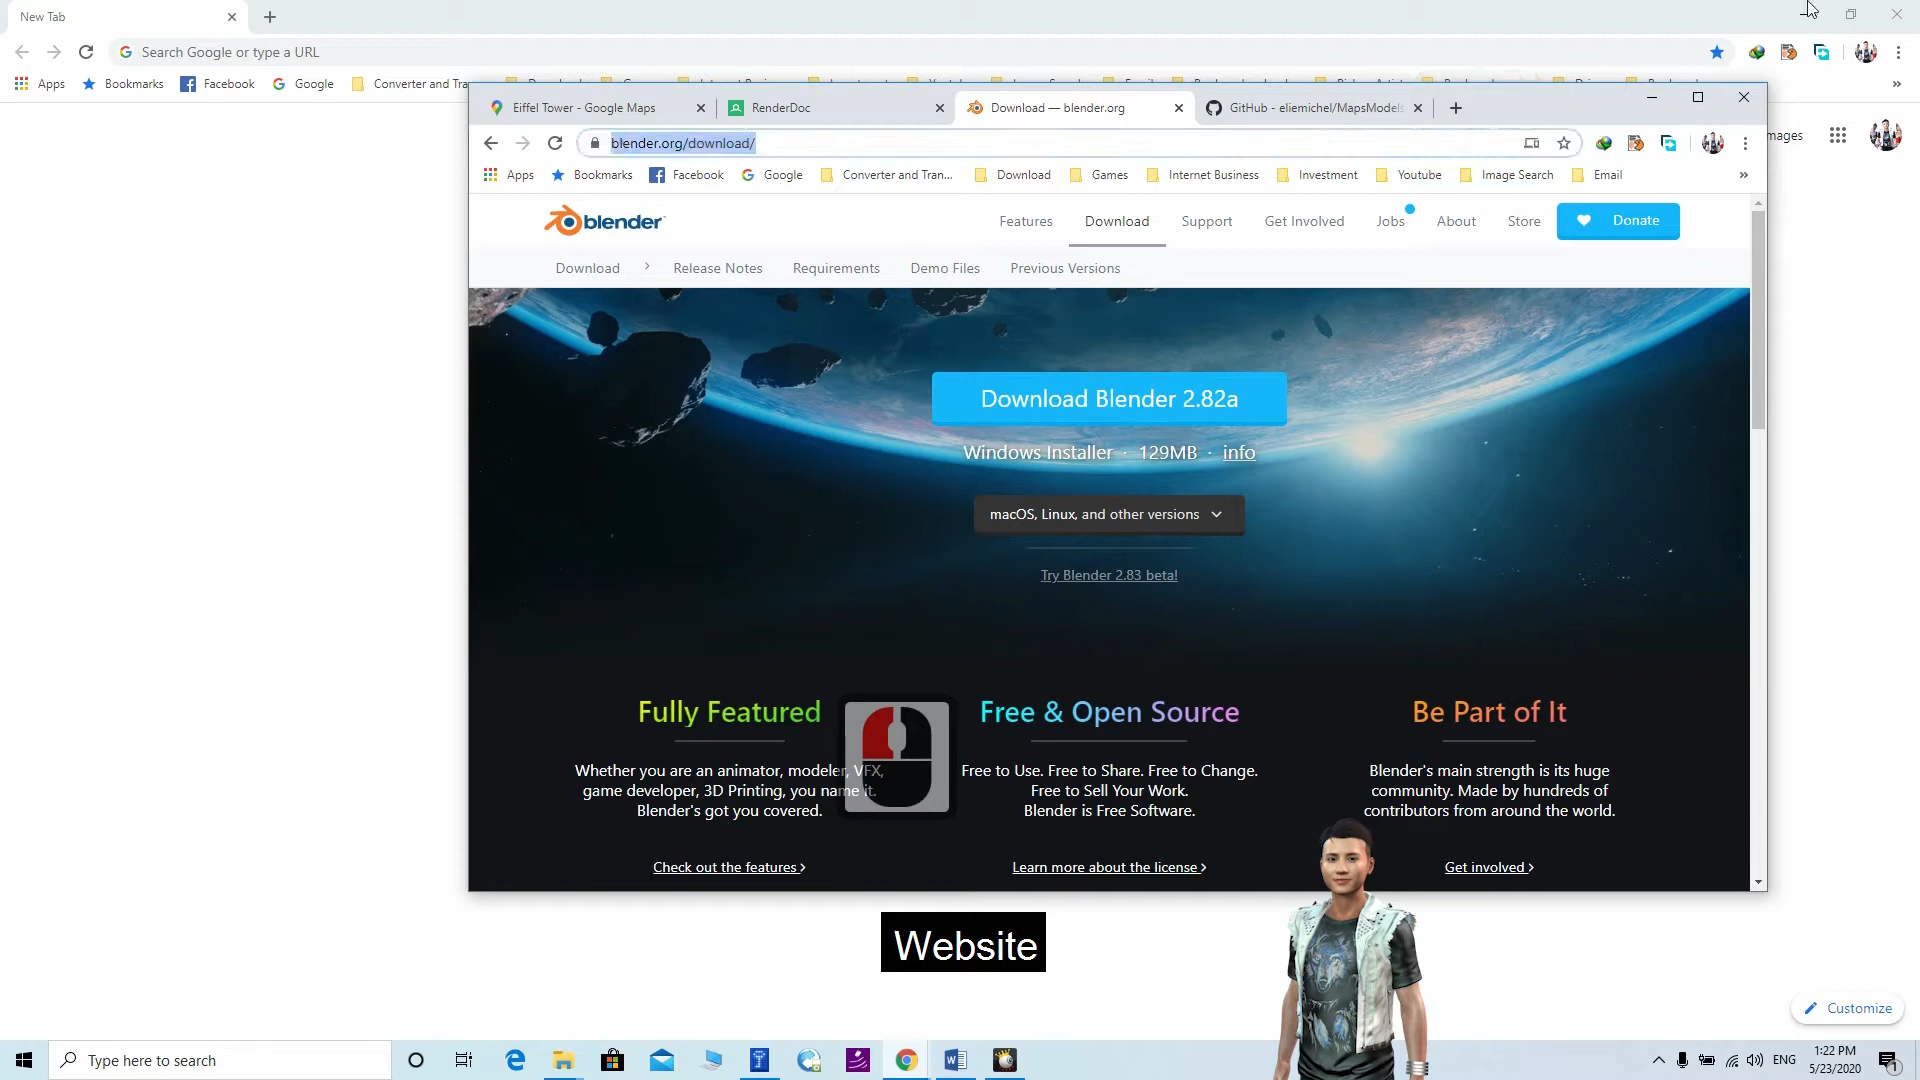 New Tab
Search Google or type a URL
Apps
Bookmarks
Facebook
Google
Converter and Tra
Eiffel Tower - Google Maps
RenderDoc
Download — blender.org
GitHub - eliemichel/MapsModels
blender.org/download/
Apps
Bookmarks
Facebook
Google
Converter and Tran...
Download
Games
Internet Business
Investment
Youtube
Image Search
Email
»
mages
blender
Features
Download
Support
Get Involved
Jobs
About
Store
Donate
Download
Release Notes
Requirements
Demo Files
Previous Versions
Download Blender 2.82a
Windows Installer · 129MB · info
macOS, Linux, and other versions
Try Blender 2.83 beta!
Fully Featured
Whether you are an animator, modeler, VFX,
game developer, 3D Printing, you name it.
Blender's got you covered.
Check out the features
Free & Open Source
Free to Use. Free to Share. Free to Change.
Free to Sell Your Work.
Blender is Free Software.
Learn more about the license
Be Part of It
Blender's main strength is its huge
community. Made by hundreds of
contributors from around the world.
Get involved
Website
Customize
Type here to search
ENG
1:22 PM
5/23/2020
1